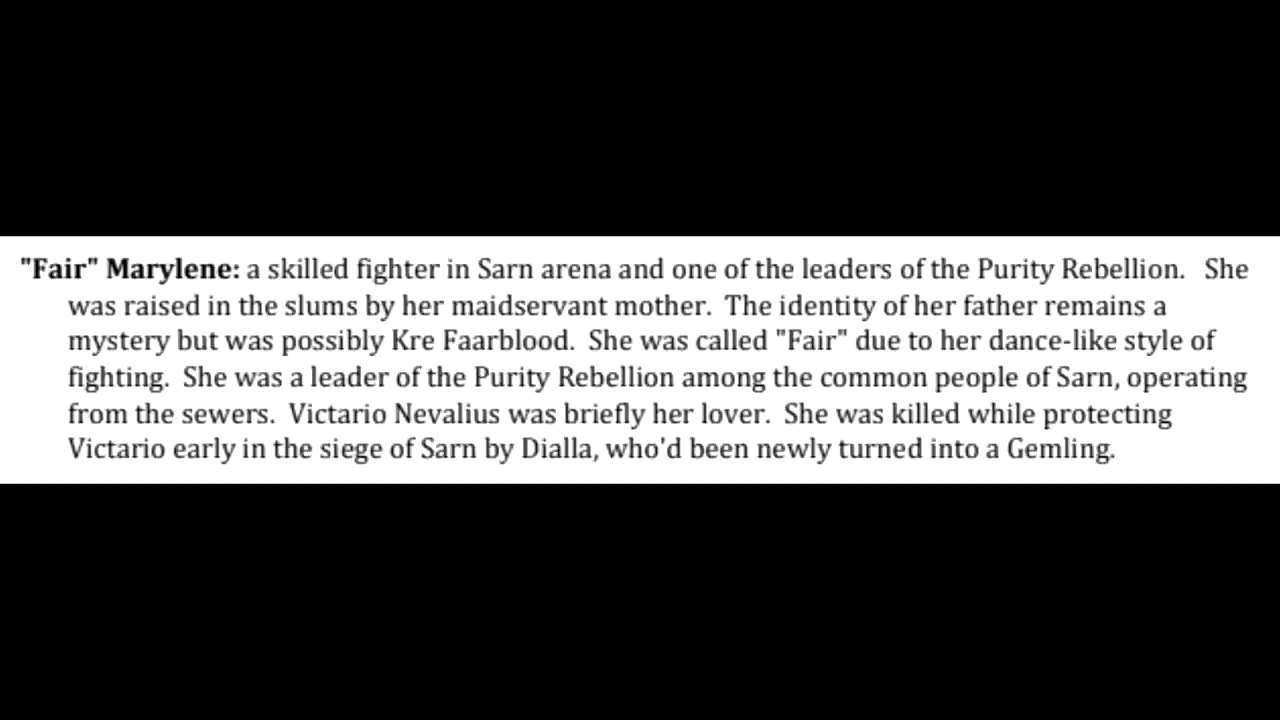 "Fair" Marylene: a skilled fighter in Sarn arena and one of the leaders of the Purity Rebellion.   She
was raised in the slums by her maidservant mother.  The identity of her father remains a
mystery but was possibly Kre Faarblood.  She was called "Fair" due to her dance-like style of
fighting.  She was a leader of the Purity Rebellion among the common people of Sarn, operating
from the sewers.  Victario Nevalius was briefly her lover.  She was killed while protecting
Victario early in the siege of Sarn by Dialla, who'd been newly turned into a Gemling.